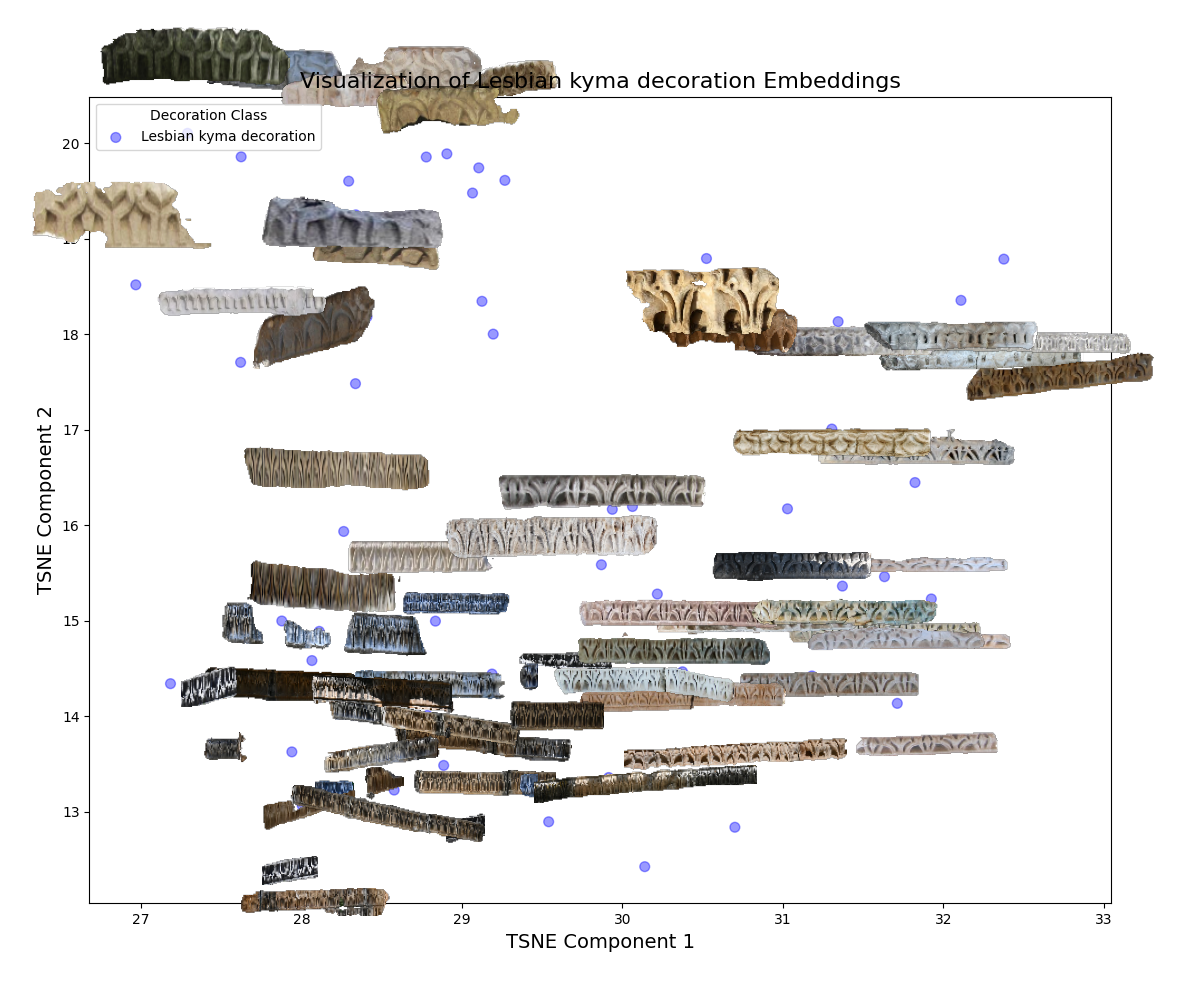 Visualization of Lesbian kyma decoration Embeddings
Decoration Class
Lesbian kyma decoration
20
18
17
16
15
14
13
TSNE Component 2
27 28 29 30 31 32 33
TSNE Component 1